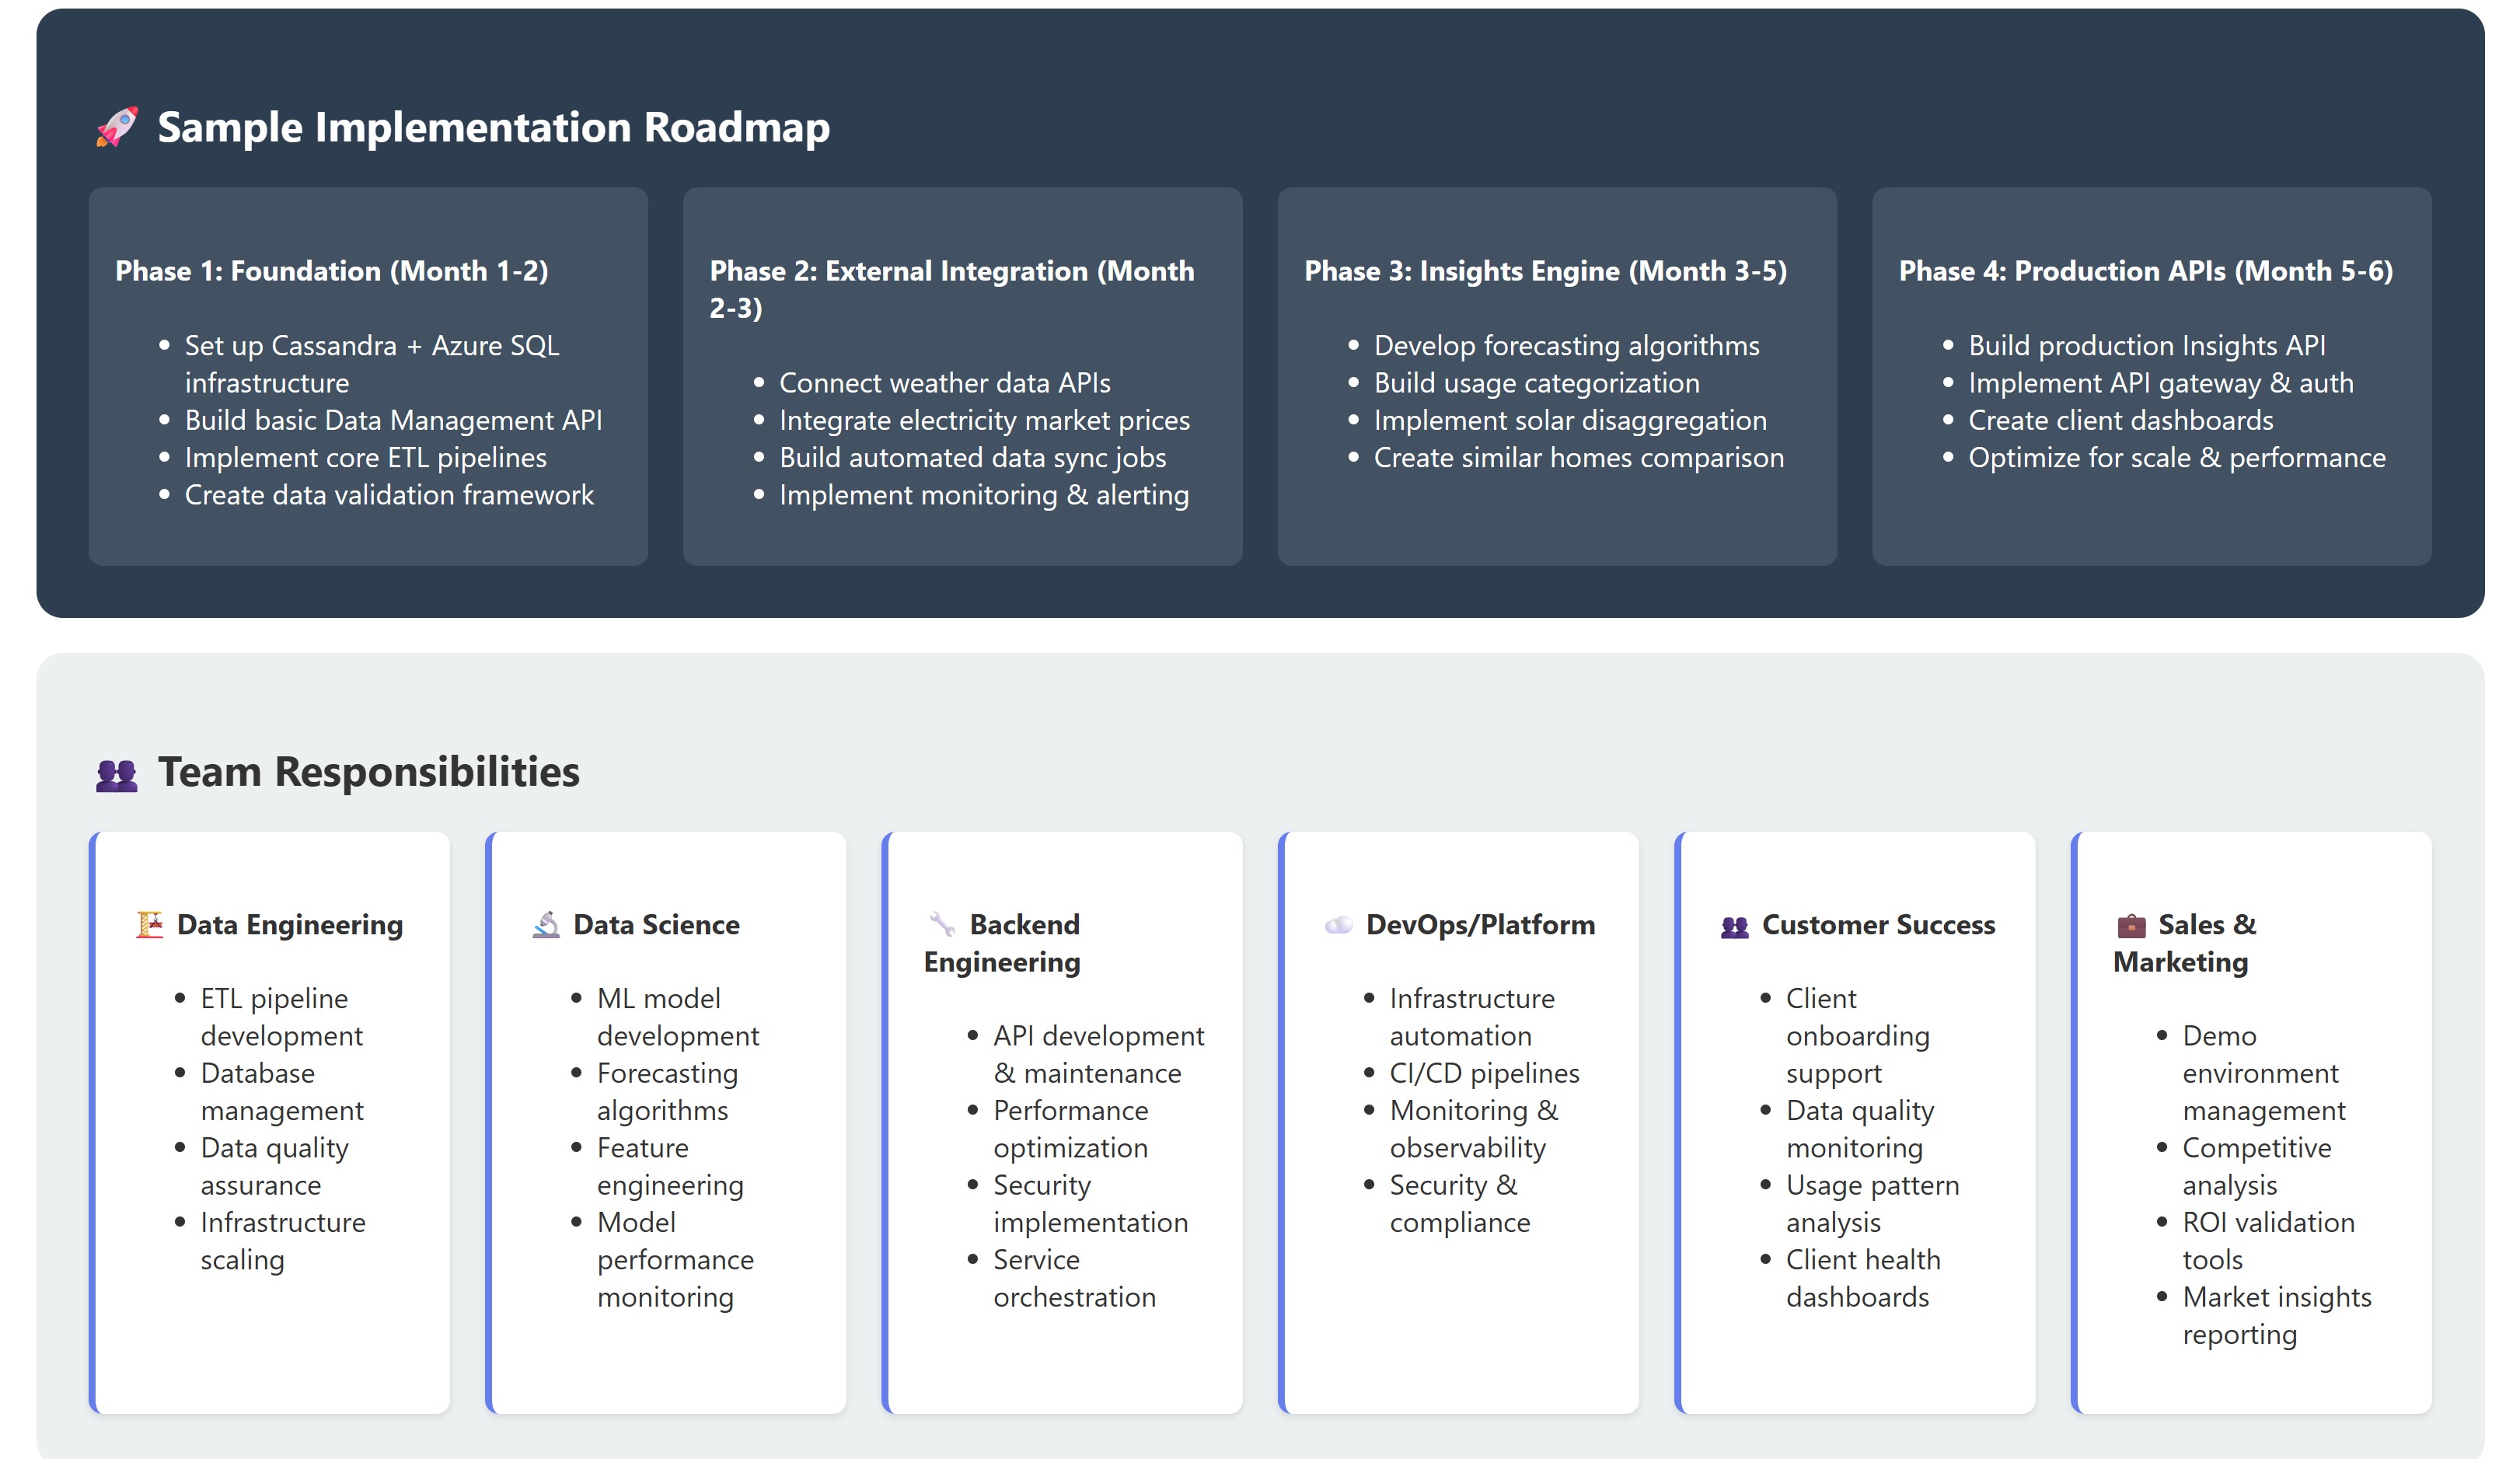 Sample Implementation Roadmap
Phase 1: Foundation (Month 1-2)
Set up Cassandra + Azure SQL
infrastructure
Build basic Data Management API
Implement core ETL pipelines
Create data validation framework
Phase 2: External Integration (Month
2-3)
Connect weather data APIs
Integrate electricity market prices
Build automated data sync jobs
Implement monitoring & alerting
Phase 3: Insights Engine (Month 3-5)
Develop forecasting algorithms
Build usage categorization
Implement solar disaggregation
Create similar homes comparison
Phase 4: Production APIs (Month 5-6)
Build production Insights API
Implement API gateway & auth
Create client dashboards
Optimize for scale & performance
Team Responsibilities
Data Engineering
ETL pipeline
development
Database
management
Data quality
assurance
Infrastructure
scaling
Data Science
ML model
development
Forecasting
algorithms
Feature
engineering
Model
performance
monitoring
Backend
Engineering
API development
& maintenance
Performance
optimization
Security
implementation
Service
orchestration
DevOps/Platform
Infrastructure
automation
CI/CD pipelines
Monitoring &
observability
Security &
compliance
Customer Success
Client
onboarding
support
Data quality
monitoring
Usage pattern
analysis
Client health
dashboards
Sales &
Marketing
Demo
environment
management
Competitive
analysis
ROI validation
tools
Market insights
reporting